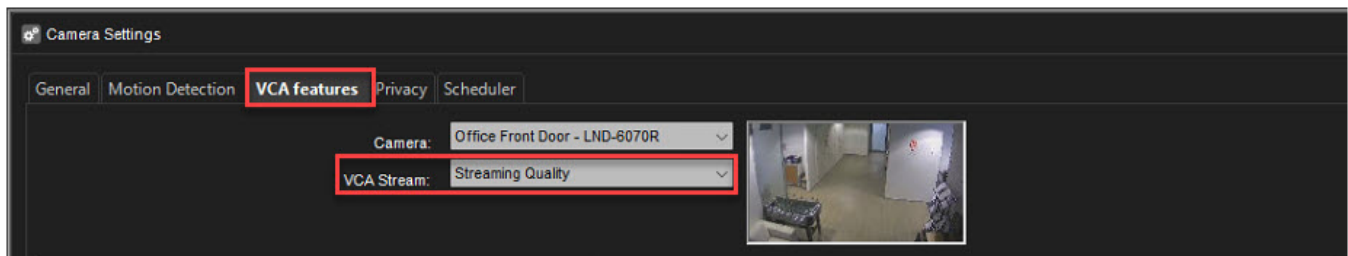 Camera Settings
General Motion Detection VCA features Privacy Scheduler
Camera: Office Front Door - LND-6070R
VCA Stream: Streaming Quality